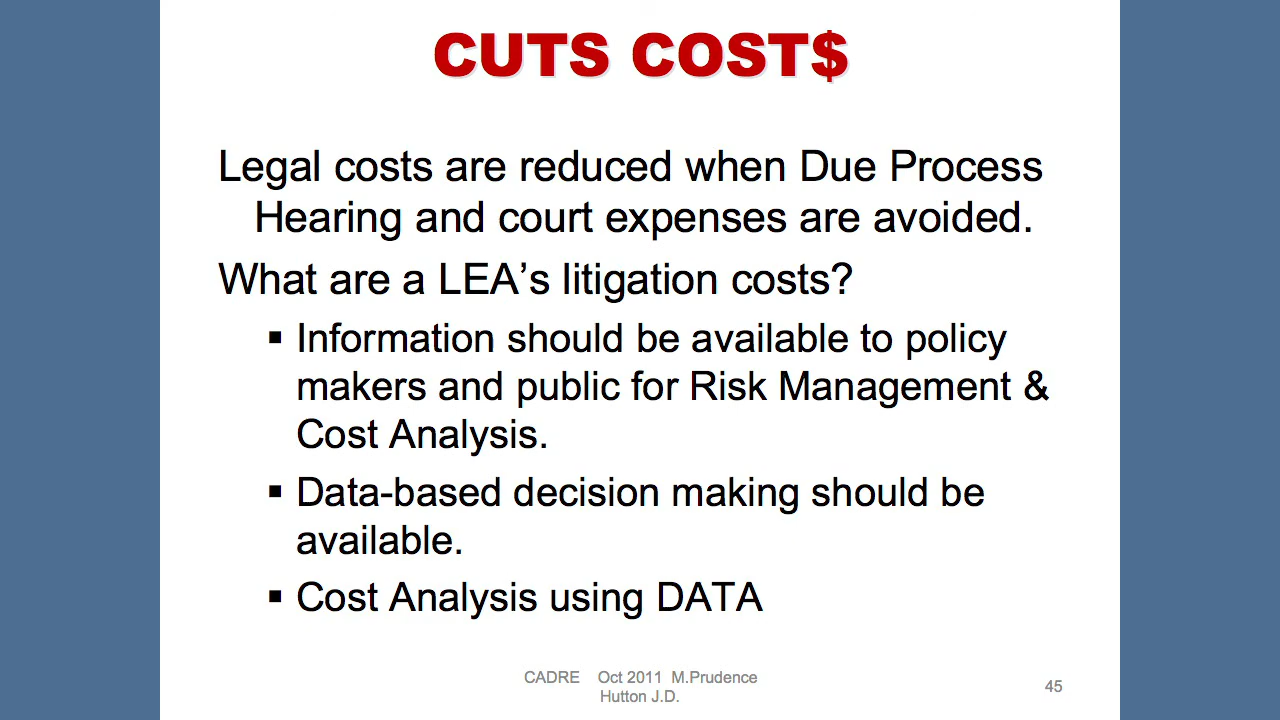 CUTS COST$
Legal costs are reduced when Due Process
Hearing and court expenses are avoided.
What are a LEA’s litigation costs?
▪ Information should be available to policy
makers and public for Risk Management &
Cost Analysis.
▪ Data-based decision making should be
available.
▪ Cost Analysis using DATA
CADRE Oct 2011 M.Prudence
Hutton J.D.
45